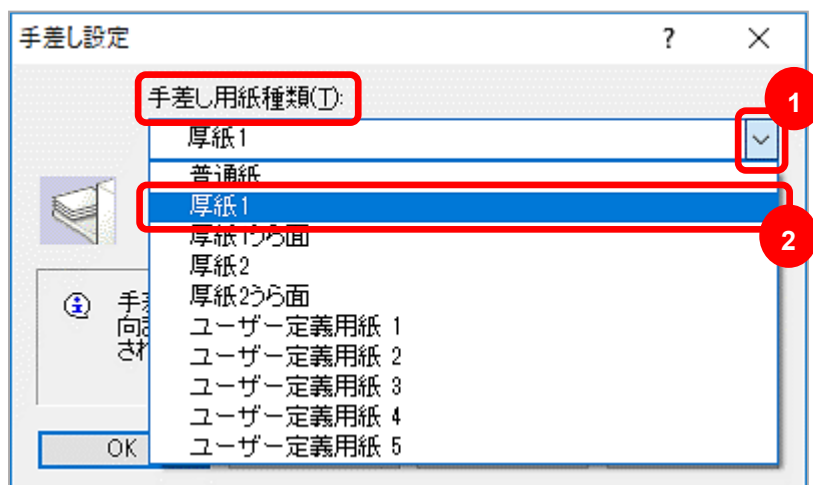 手差し設定
?
手差し用紙種類(T):
1
厚紙1
普通紙
厚紙1
2
厚紙1うら面
厚紙2
厚紙2うら面
ユーザー定義用紙 1
ユーザー定義用紙 2
ユーザー定義用紙 3
ユーザー定義用紙 4
ユーザー定義用紙 5
手
向
され
OK